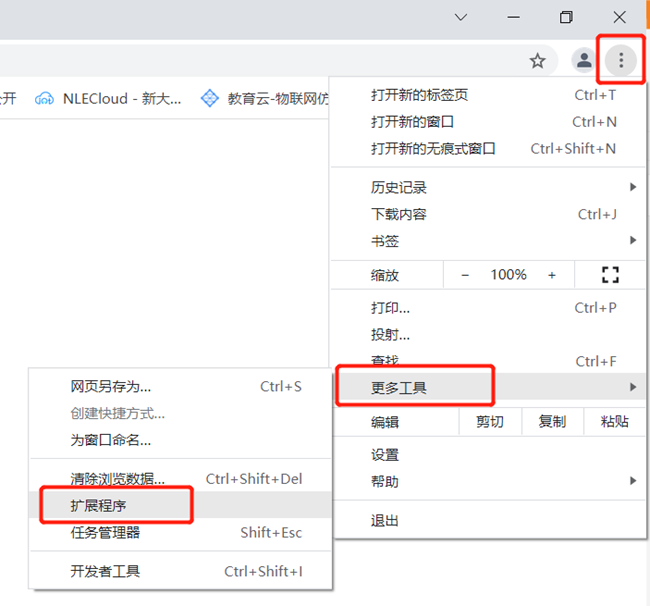 开
NLECloud - 新大...
教育云-物联网仿
打开新的标签页 Ctrl+T
打开新的窗口 Ctrl+N
打开新的无痕式窗口 Ctrl+Shift+N
历史记录
下载内容 Ctrl+J
书签
缩放 − 100% +
打印... Ctrl+P
投射...
查找 Ctrl+F
更多工具
编辑 剪切 复制 粘贴
设置
帮助
退出
网页另存为... Ctrl+S
创建快捷方式...
为窗口命名...
清除浏览数据... Ctrl+Shift+Del
扩展程序
任务管理器 Shift+Esc
开发者工具 Ctrl+Shift+I